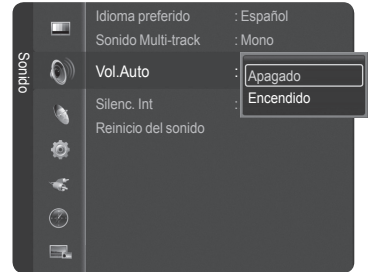 Sonido
Idioma preferido : Español
Sonido Multi-track : Mono
Vol.Auto :
Apagado
Encendido
Silenc. Int :
Reinicio del sonido